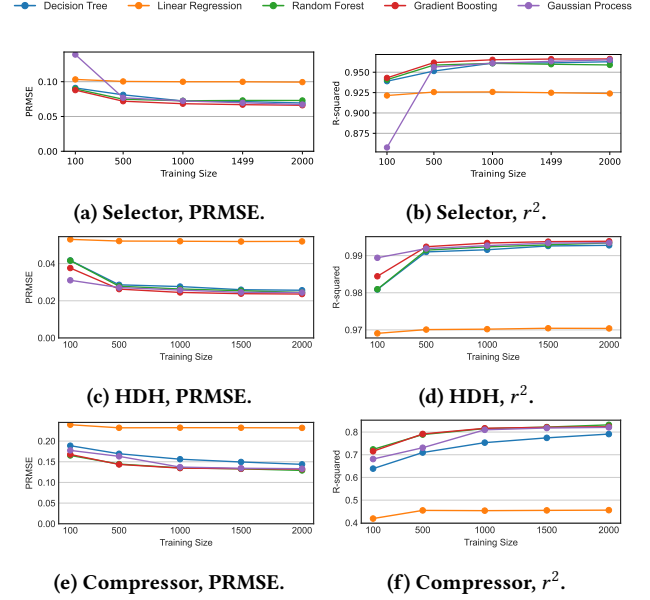 Decision Tree Linear Regression Random Forest Gradient Boosting Gaussian Process
PRMSE
0.10
0.05
0.00
100 500 1000 1499 2000
Training Size
(a) Selector, PRMSE.
R-squared
0.950
0.925
0.900
0.875
100 500 1000 1500 2000
Training Size
(b) Selector, r².
PRMSE
0.04
0.02
0.00
100 500 1000 1500 2000
Training Size
(c) HDH, PRMSE.
R-squared
0.99
0.98
0.97
100 500 1000 1500 2000
Training Size
(d) HDH, r².
PRMSE
0.20
0.15
0.10
0.05
0.00
100 500 1000 1500 2000
Training Size
(e) Compressor, PRMSE.
R-squared
0.8
0.7
0.6
0.5
0.4
100 500 1000 1500 2000
Training Size
(f) Compressor, r².